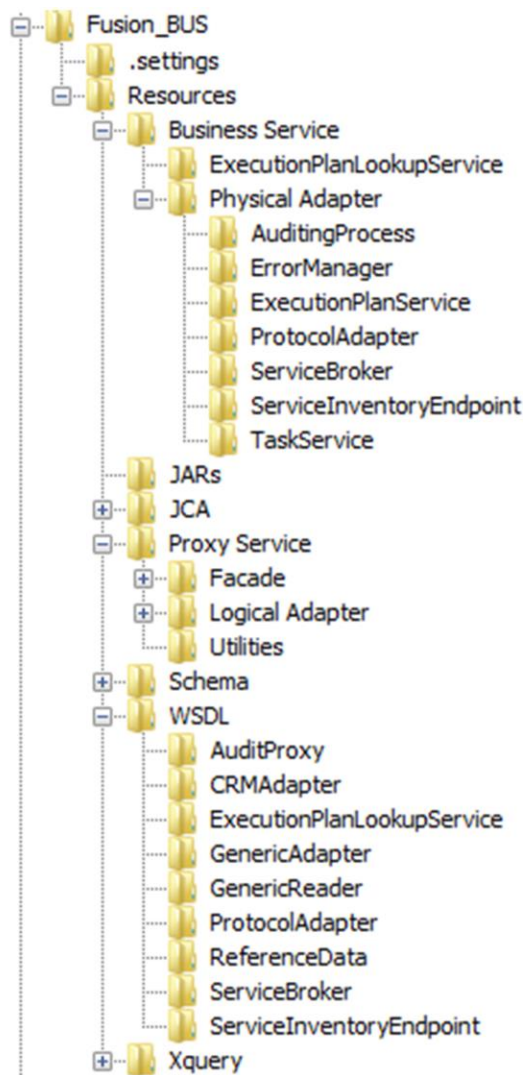 Fusion_BUS
.settings
Resources
Business Service
ExecutionPlanLookupService
Physical Adapter
AuditingProcess
ErrorManager
ExecutionPlanService
ProtocolAdapter
ServiceBroker
ServiceInventoryEndpoint
TaskService
JARs
JCA
Proxy Service
Facade
Logical Adapter
Utilities
Schema
WSDL
AuditProxy
CRMAdapter
ExecutionPlanLookupService
GenericAdapter
GenericReader
ProtocolAdapter
ReferenceData
ServiceBroker
ServiceInventoryEndpoint
Xquery